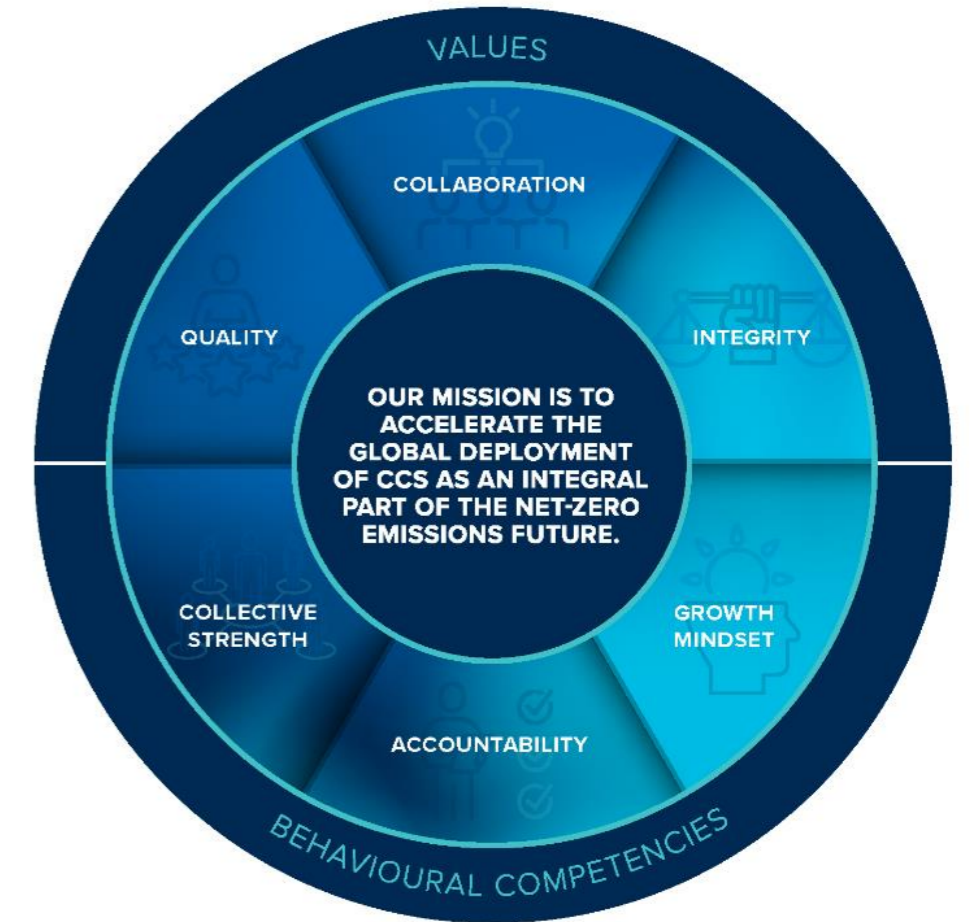 VALUES
COLLABORATION
QUALITY
INTEGRITY
OUR MISSION IS TO
ACCELERATE THE
GLOBAL DEPLOYMENT
OF CCS AS AN INTEGRAL
PART OF THE NET-ZERO
EMISSIONS FUTURE.
COLLECTIVE
STRENGTH
GROWTH
MINDSET
ACCOUNTABILITY
BEHAVIOURAL COMPETENCIES